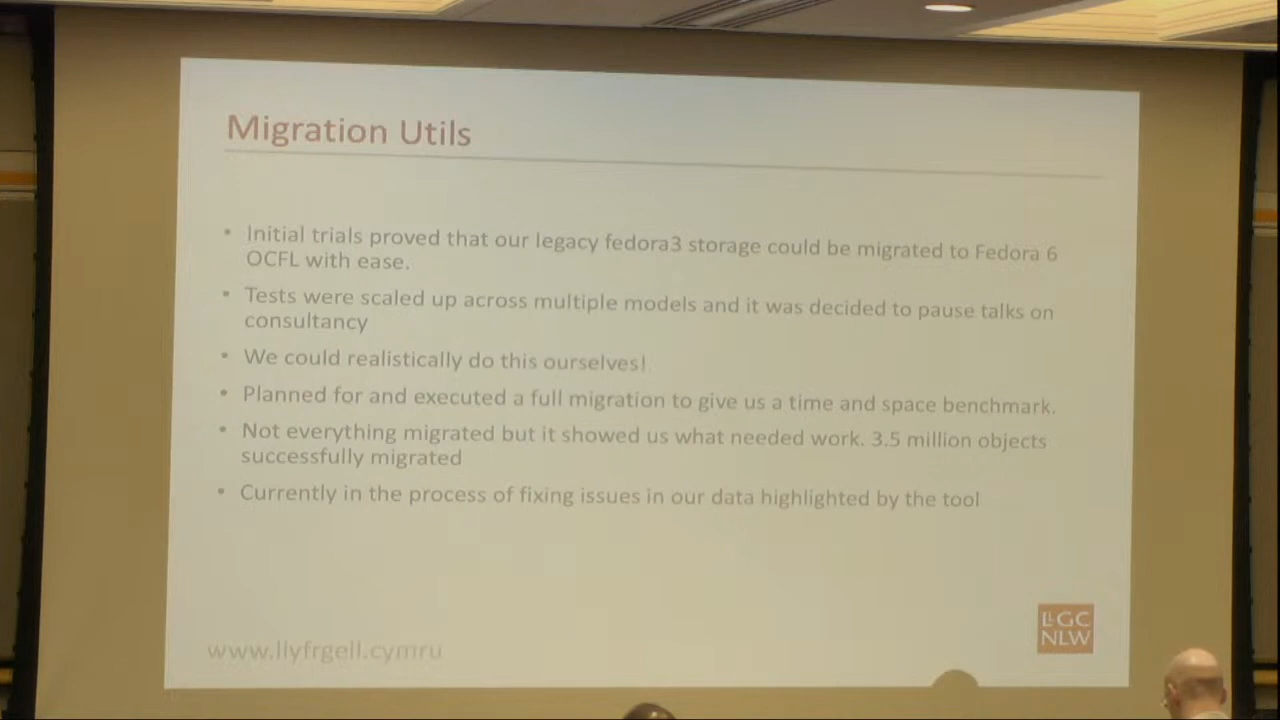 Migration Utils
• Initial trials proved that our legacy fedora3 storage could be migrated to Fedora 6
OCFL with ease.
• Tests were scaled up across multiple models and it was decided to pause talks on
consultancy
• We could realistically do this ourselves!
• Planned for and executed a full migration to give us a time and space benchmark.
• Not everything migrated but it showed us what needed work. 3.5 million objects
successfully migrated
• Currently in the process of fixing issues in our data highlighted by the tool
www.llyfrgell.cymru
LLGC
NLW